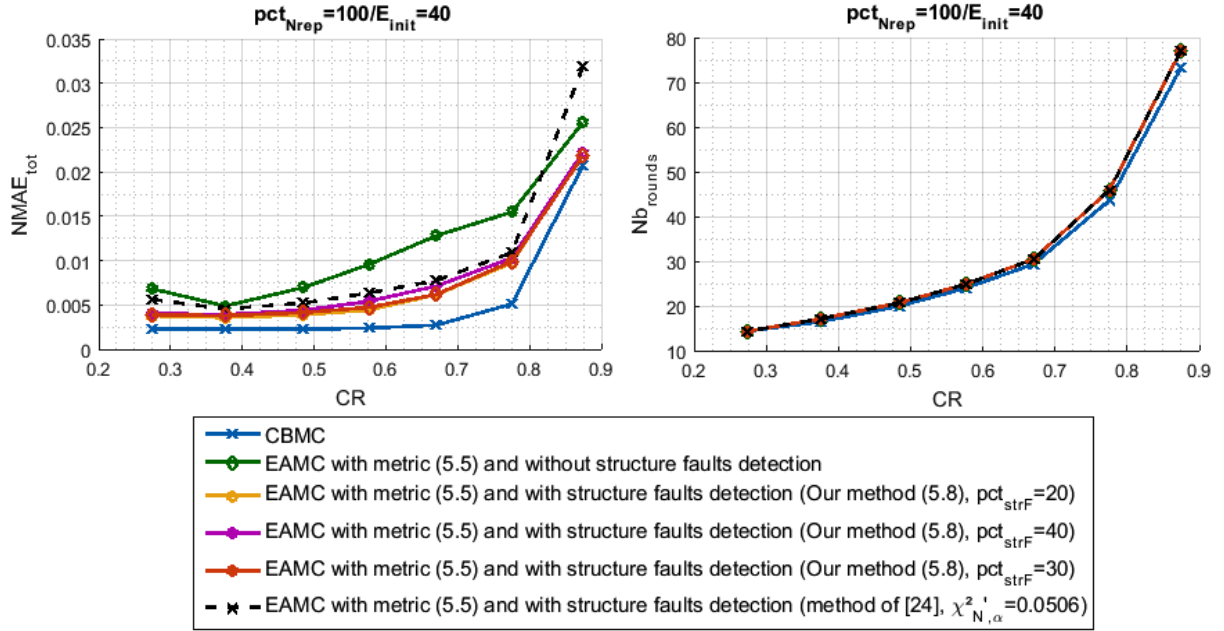 pct_Nrep=100/E_init=40
0.035
0.03
0.025
0.02
0.015
0.01
0.005
0
NMAE_tot
0.2 0.3 0.4 0.5 0.6 0.7 0.8 0.9
CR
pct_Nrep=100/E_init=40
80
70
60
50
40
30
20
10
Nb_rounds
0.2 0.3 0.4 0.5 0.6 0.7 0.8 0.9
CR
CBMC
EAMC with metric (5.5) and without structure faults detection
EAMC with metric (5.5) and with structure faults detection (Our method (5.8), pct_strF=20)
EAMC with metric (5.5) and with structure faults detection (Our method (5.8), pct_strF=40)
EAMC with metric (5.5) and with structure faults detection (Our method (5.8), pct_strF=30)
EAMC with metric (5.5) and with structure faults detection (method of [24], χ²_N',α=0.0506)